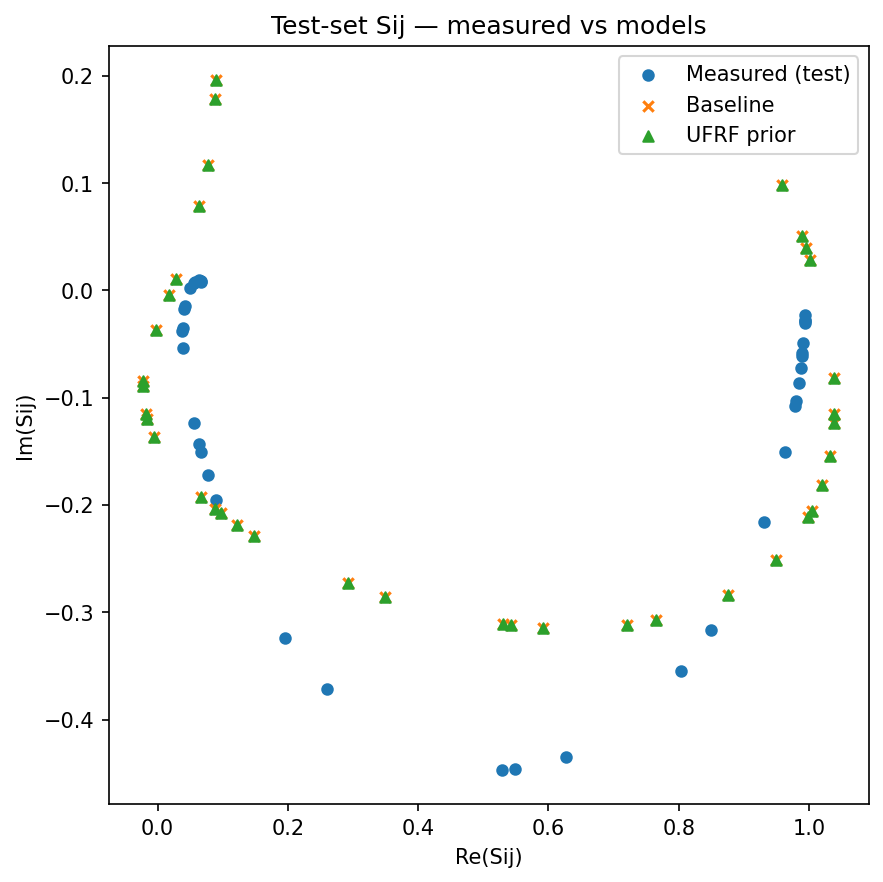 Test-set Sij — measured vs models
Measured (test)
Baseline
UFRF prior
0.2
0.1
0.0
−0.1
−0.2
−0.3
−0.4
Im(Sij)
0.0 0.2 0.4 0.6 0.8 1.0
Re(Sij)